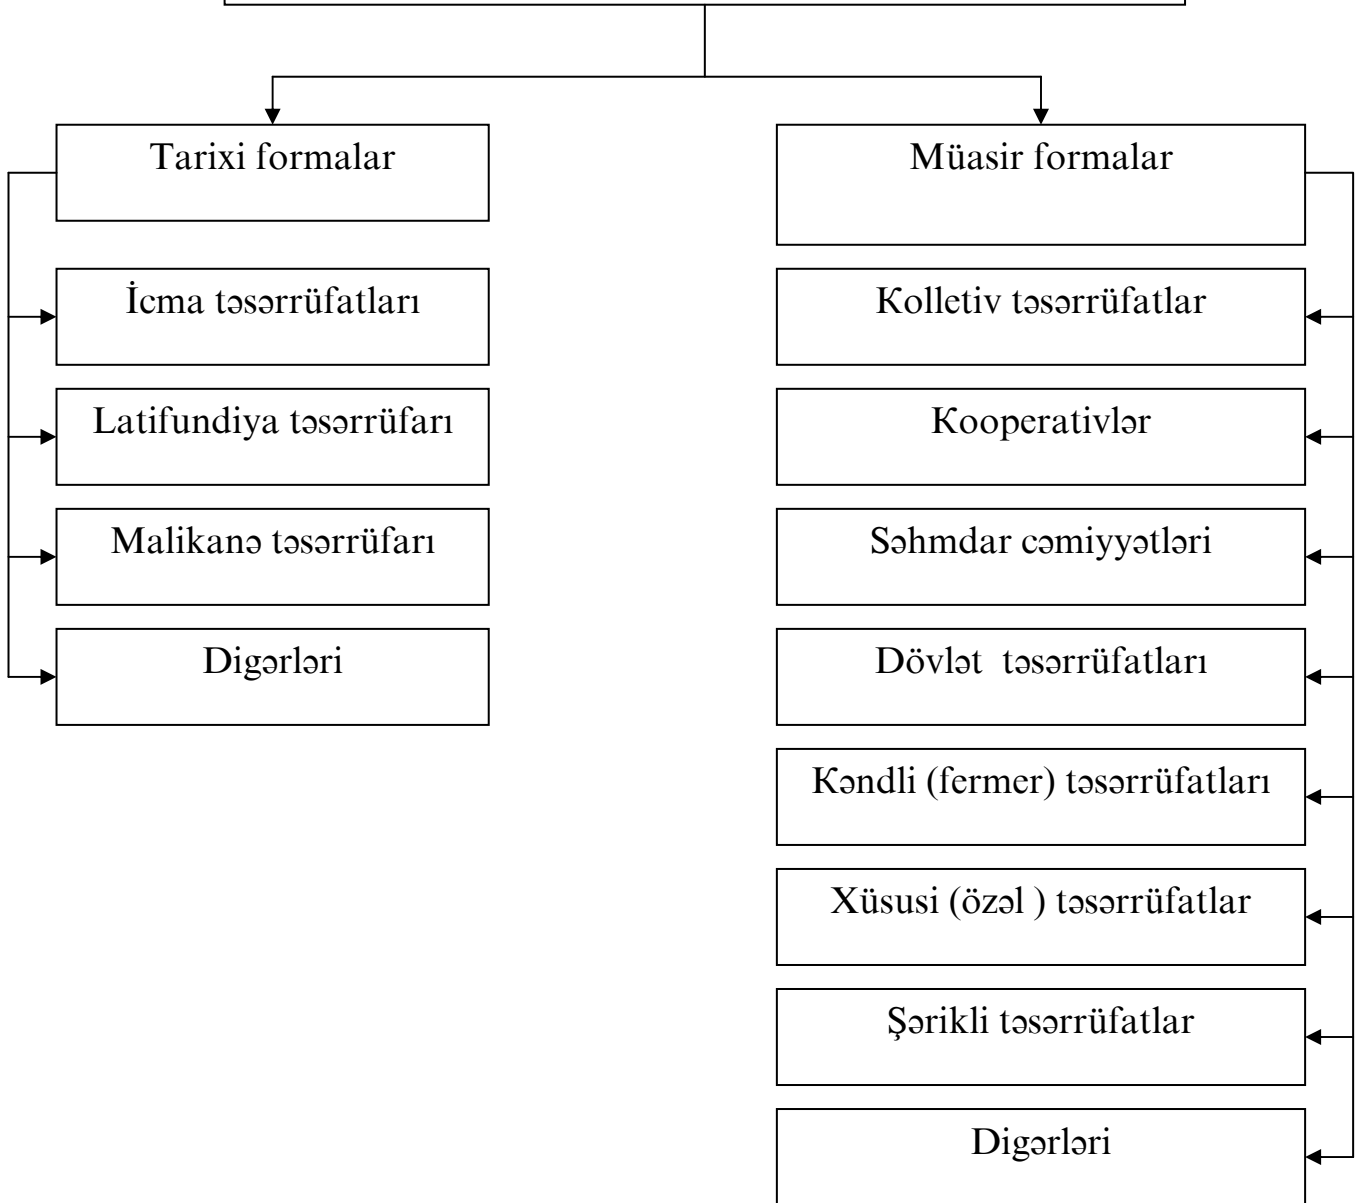 Tarixi formalar
İcma təsərrüfatları
Latifundiya təsərrüfarı
Malikanə təsərrüfarı
Digərləri
Müasir formalar
Kolletiv təsərrüfatlar
Kooperativlər
Səhmdar cəmiyyətləri
Dövlət təsərrüfatları
Kəndli (fermer) təsərrüfatları
Xüsusi (özəl ) təsərrüfatlar
Şərikli təsərrüfatlar
Digərləri